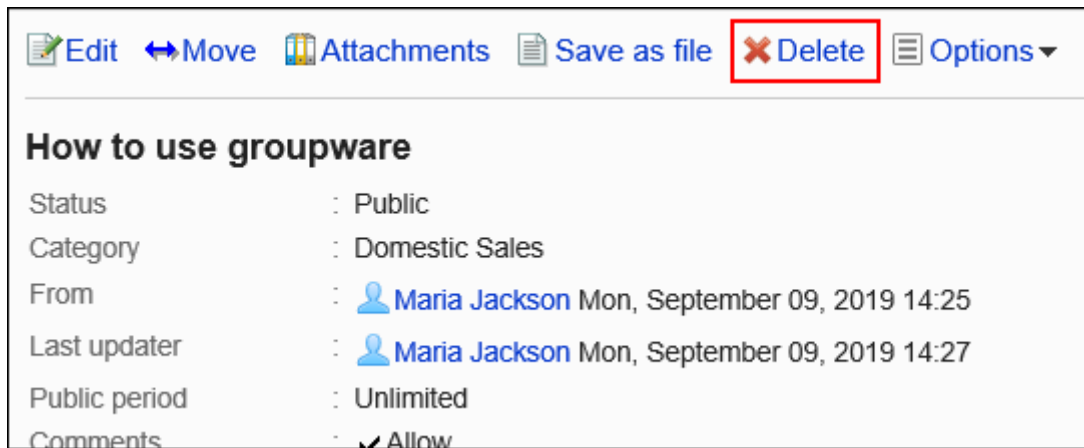 Edit Move Attachments Save as file Delete Options
How to use groupware
Status : Public
Category : Domestic Sales
From : Maria Jackson Mon, September 09, 2019 14:25
Last updater : Maria Jackson Mon, September 09, 2019 14:27
Public period : Unlimited
Comments : ✓ Allow